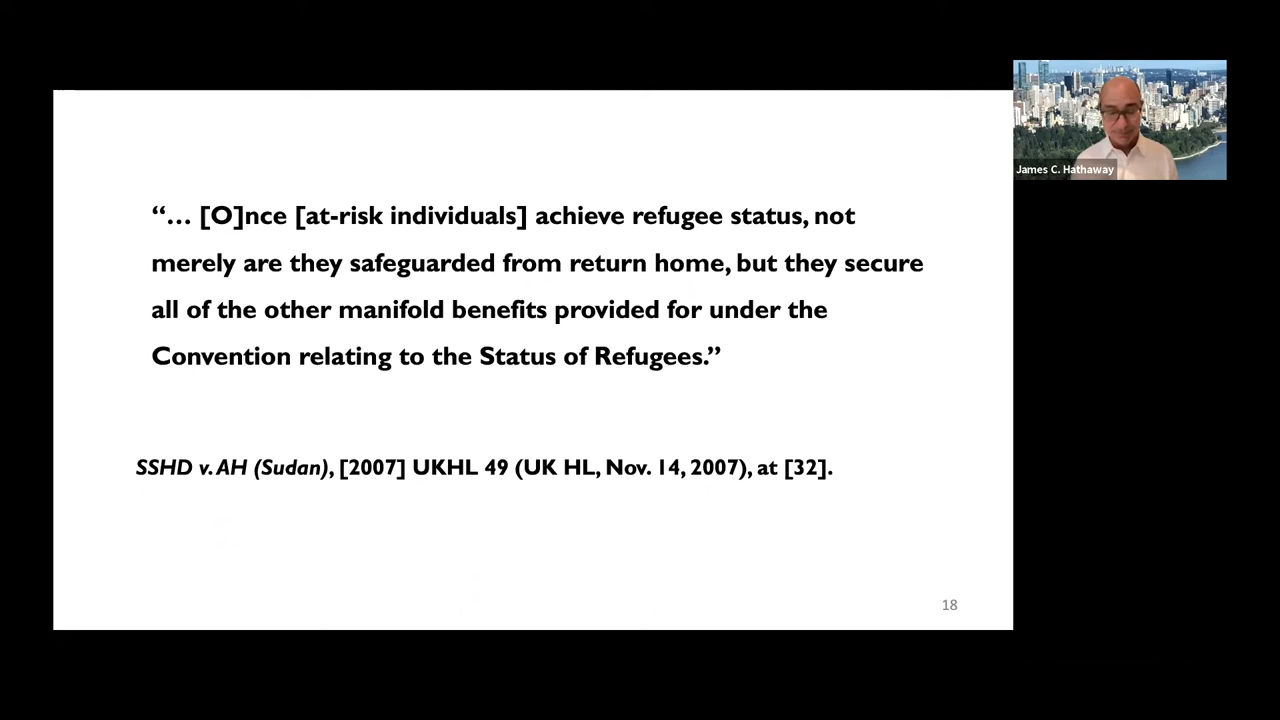 “… [O]nce [at-risk individuals] achieve refugee status, not
merely are they safeguarded from return home, but they secure
all of the other manifold benefits provided for under the
Convention relating to the Status of Refugees.”
SSHD v. AH (Sudan), [2007] UKHL 49 (UK HL, Nov. 14, 2007), at [32].
18
James C. Hathaway